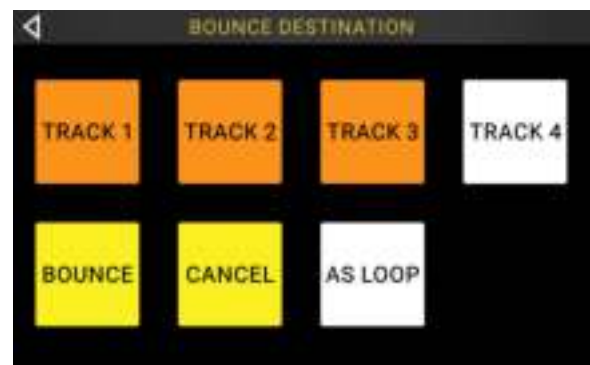 BOUNCE DESTINATION
TRACK 1 TRACK 2 TRACK 3 TRACK 4
BOUNCE CANCEL AS LOOP